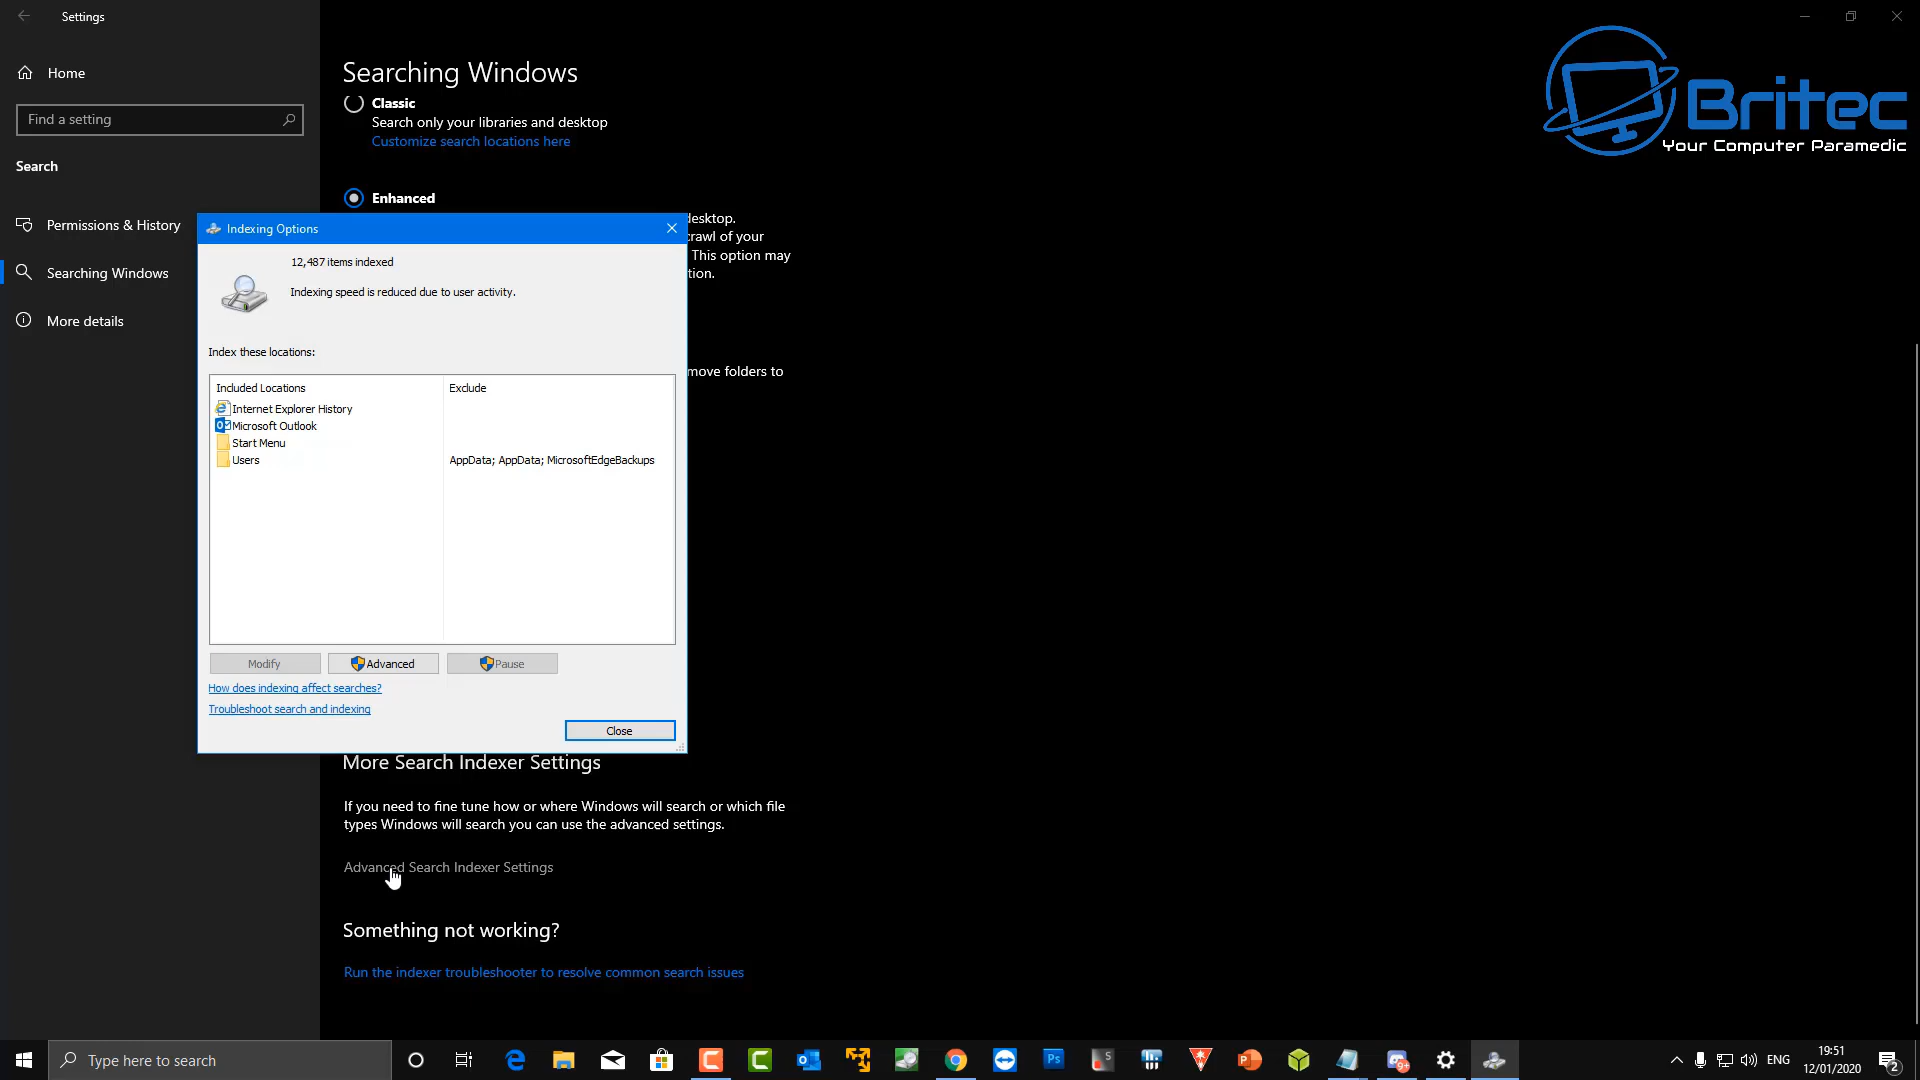 Settings
Home
Find a setting
Search
Permissions & History
Searching Windows
More details
Searching Windows
Classic
Search only your libraries and desktop
Customize search locations here
Enhanced
desktop.
crawl of your
This option may
tion.
move folders to
Indexing Options
12,487 items indexed
Indexing speed is reduced due to user activity.
Index these locations:
Included Locations Exclude
Internet Explorer History
Microsoft Outlook
Start Menu
Users AppData; AppData; MicrosoftEdgeBackups
Modify Advanced Pause
How does indexing affect searches?
Troubleshoot search and indexing
Close
More Search Indexer Settings
If you need to fine tune how or where Windows will search or which file
types Windows will search you can use the advanced settings.
Advanced Search Indexer Settings
Something not working?
Run the indexer troubleshooter to resolve common search issues
Britec
Your Computer Paramedic
Type here to search
Ps
S
P
9+
ENG
19:51
12/01/2020
2